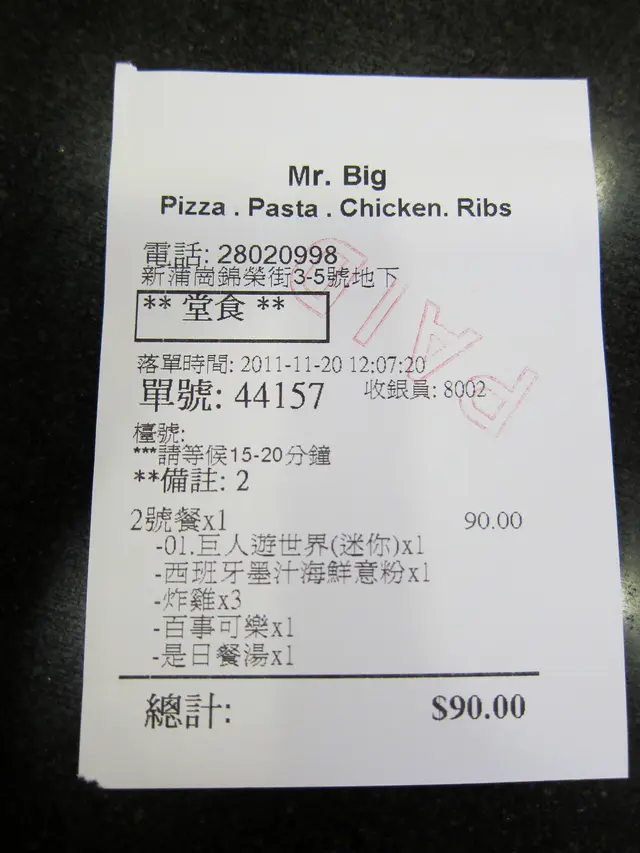 Mr. Big
Pizza . Pasta . Chicken. Ribs
電話: 28020998
新蒲崗錦榮街3-5號地下
** 堂食 **
PAID
落單時間: 2011-11-20 12:07:20
單號: 44157 收銀員: 8002
檯號:
***請等候15-20分鐘
**備註: 2
2號餐x1 90.00
-01.巨人遊世界(迷你)x1
-西班牙墨汁海鮮意粉x1
-炸雞x3
-百事可樂x1
-是日餐湯x1
總計: $90.00